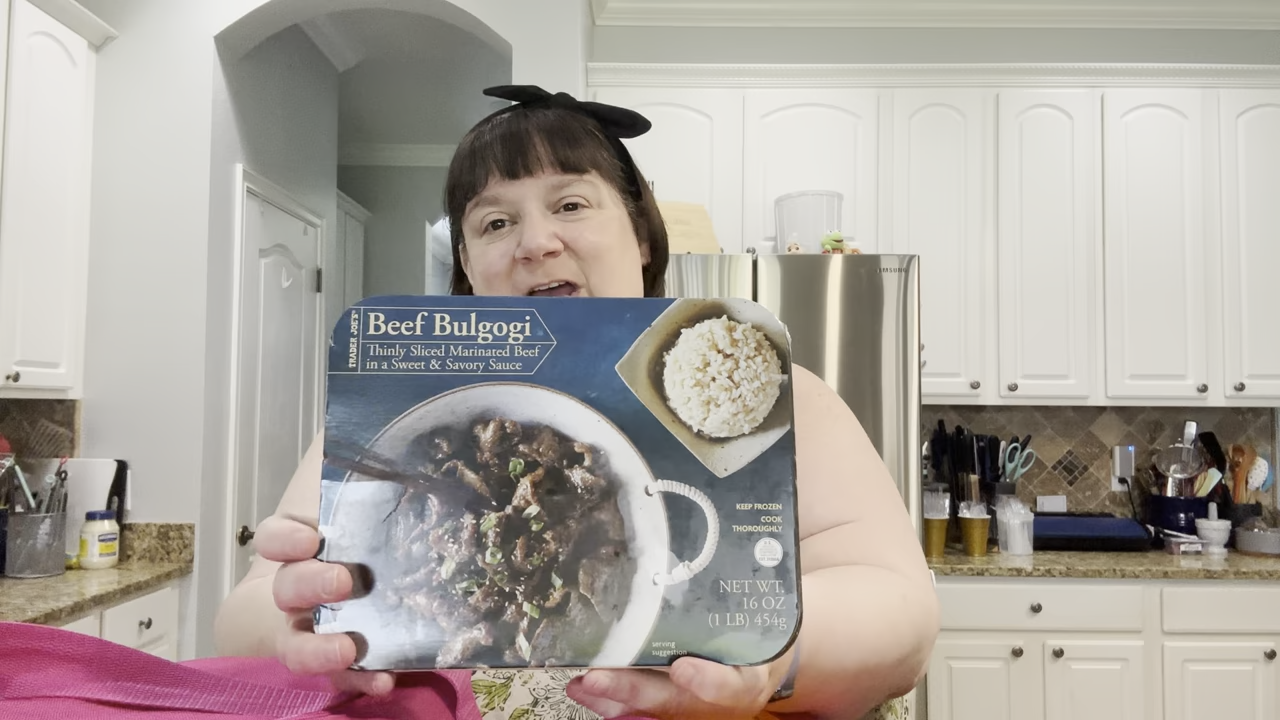 SAMSUNG
TRADER JOE'S
Beef Bulgogi
Thinly Sliced Marinated Beef
in a Sweet & Savory Sauce
KEEP FROZEN
COOK
THOROUGHLY
NET WT.
16 OZ
(1 LB) 454g
serving
suggestion